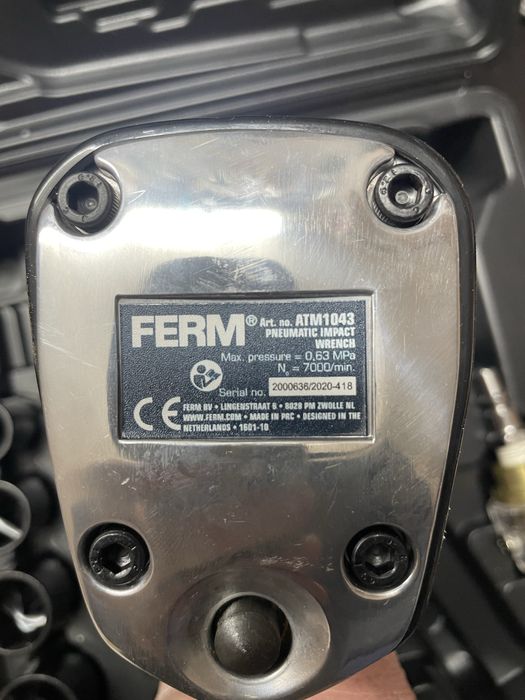 FERM® Art. no. ATM1043
PNEUMATIC IMPACT
WRENCH
Max. pressure = 0,63 MPa
N₀ = 7000/min.
Serial no. 2000636/2020-418
CE FERM BV • LINGENSTRAAT 6 • 8028 PM ZWOLLE NL
WWW.FERM.COM • MADE IN PRC • DESIGNED IN THE
NETHERLANDS • 1601-10